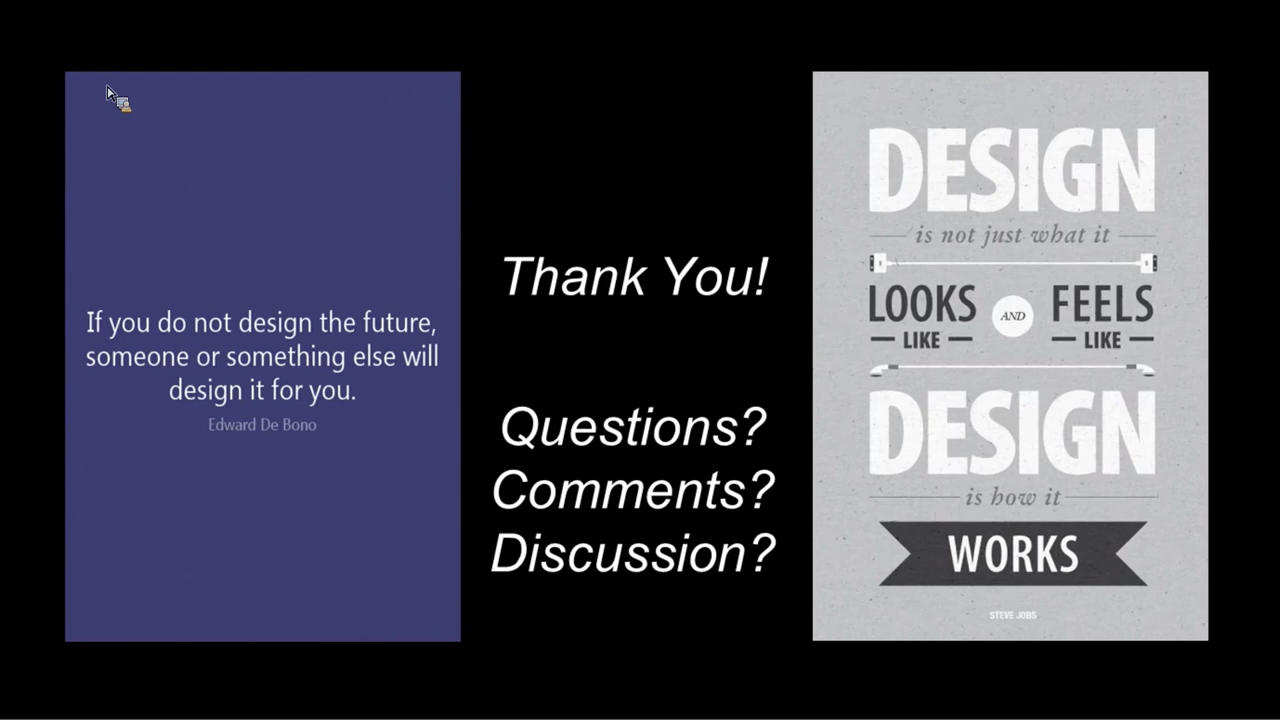 If you do not design the future,
someone or something else will
design it for you.
Edward De Bono
Thank You!
Questions?
Comments?
Discussion?
DESIGN
is not just what it
LOOKS AND FEELS
LIKE LIKE
DESIGN
is how it
WORKS
STEVE JOBS